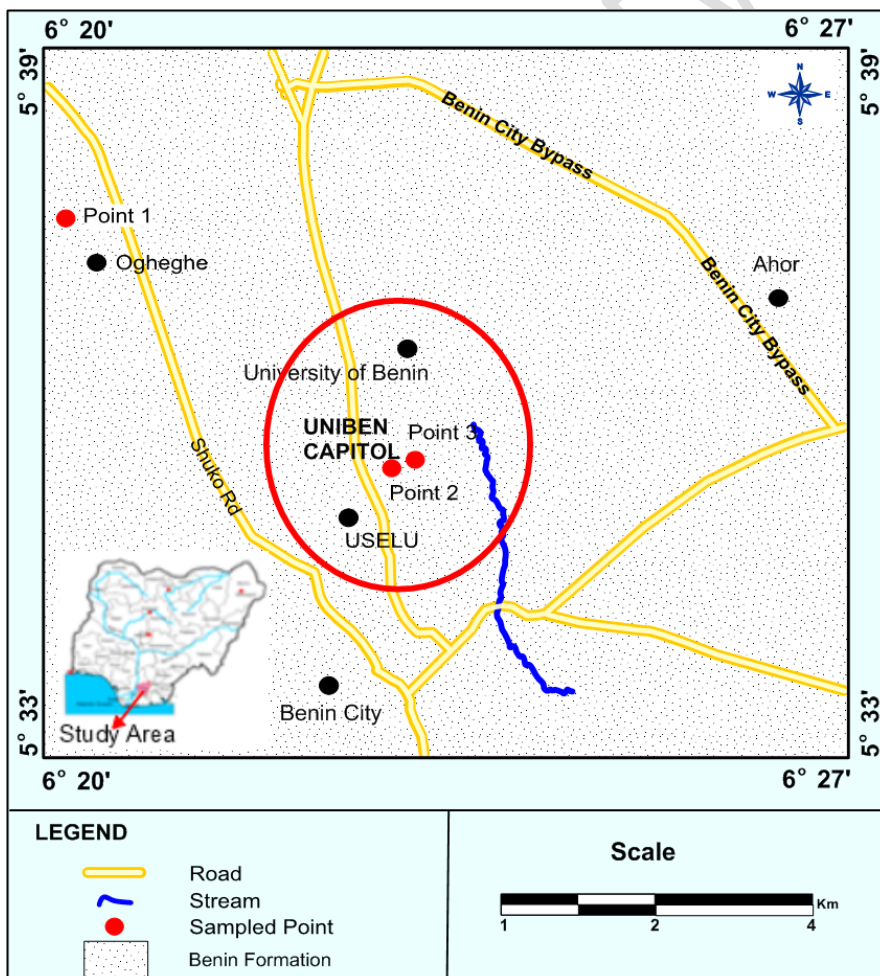 6° 20'
6° 27'
5° 39'
5° 39'
N
W
E
S
Benin City Bypass
Point 1
Ogheghe
Ahor
Benin City Bypass
University of Benin
UNIBEN
CAPITOL
Point 3
Point 2
Shuko Rd
USELU
Benin City
Study Area
5° 33'
5° 33'
6° 20'
6° 27'
LEGEND
Road
Stream
Sampled Point
Benin Formation
Scale
Km
1 2 4